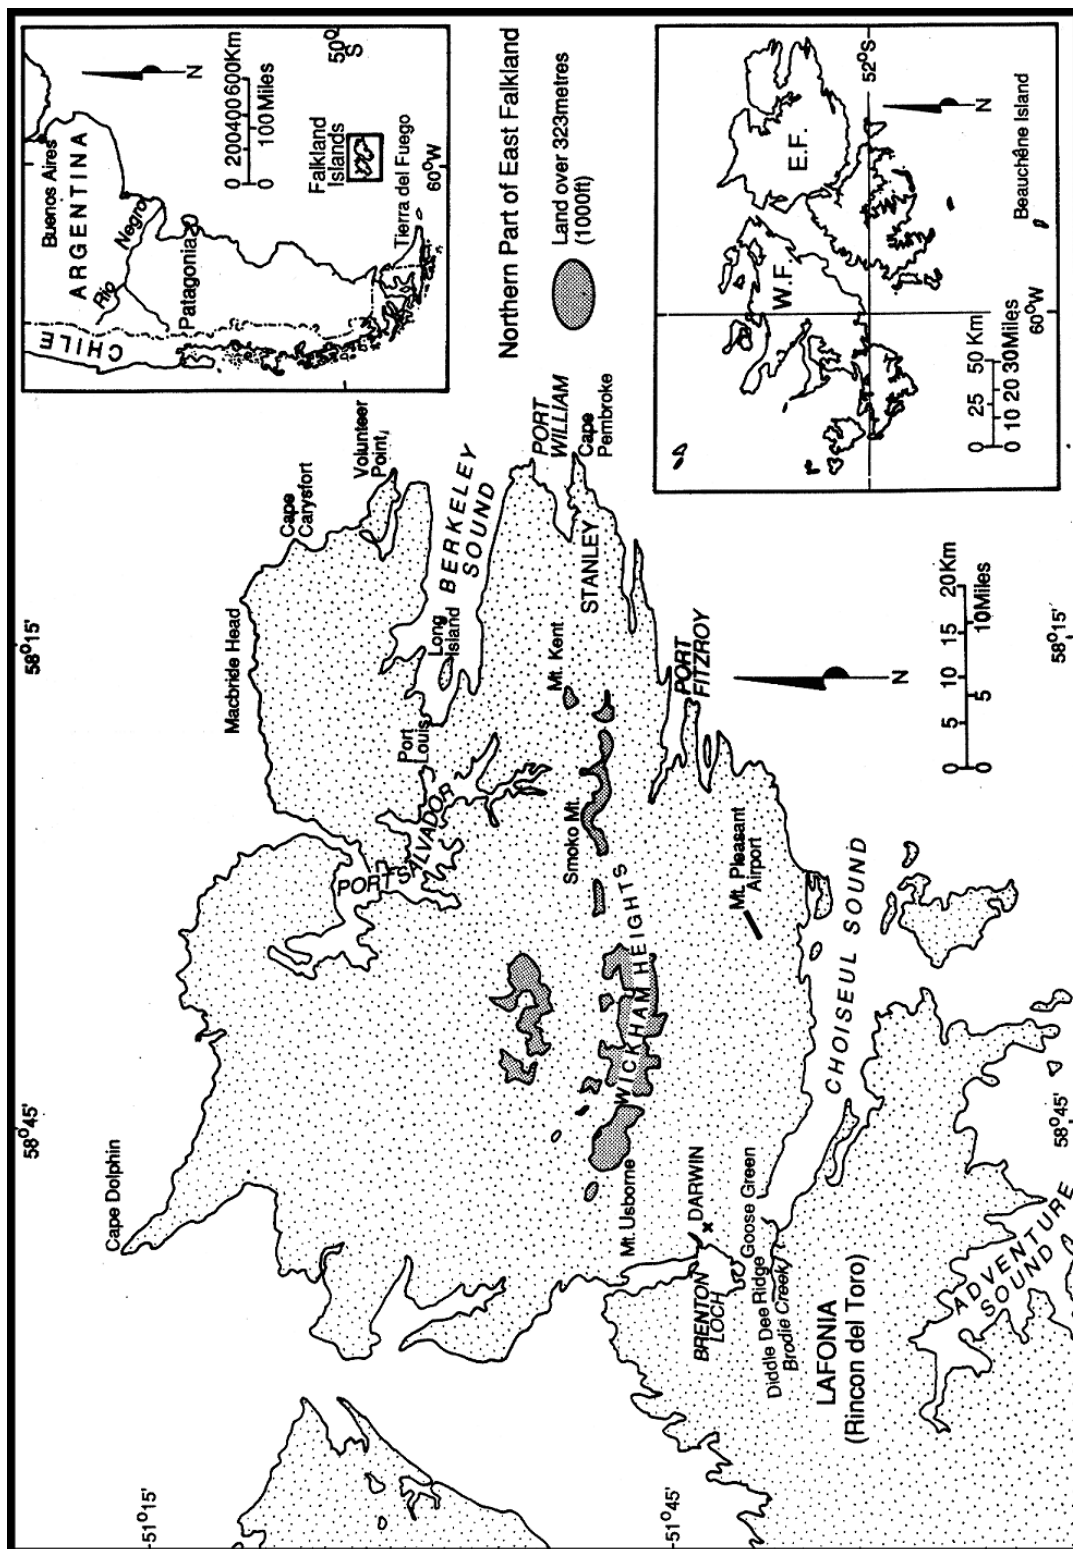 Buenos Aires
ARGENTINA
Rio Negro
Patagonia
CHILE
50°
S
N
0 200400600Km
0 100Miles
Falkland
Islands
Tierra del Fuego
60°W
Northern Part of East Falkland
Land over 323metres
(1000ft)
52°S
N
E.F.
W.F.
Beauchêne Island
60°W
0 25 50 Km
0 10 20 30Miles
58°45'
58°15'
51°15'
51°45'
58°45'
58°15'
Cape Dolphin
Macbride Head
Cape
Carysfort
Volunteer
Point
PORT SALVADOR
Port
Louis
Long
Island
BERKELEY
SOUND
PORT
WILLIAM
Cape
Pembroke
STANLEY
Mt. Kent
Smoko Mt.
WICKHAM HEIGHTS
Mt. Usborne
PORT
FITZROY
Mt. Pleasant
Airport
DARWIN
Goose Green
BRENTON
LOCH
Diddle Dee Ridge
Brodie Creek
CHOISEUL SOUND
LAFONIA
(Rincon del Toro)
ADVENTURE
SOUND
N
0 5 10 15 20Km
0 5 10Miles